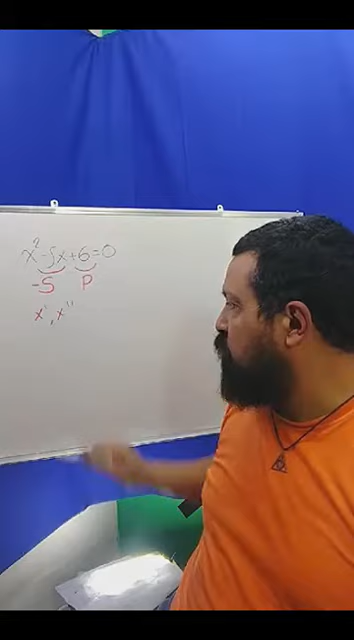 x² - 5x + 6 = 0
-S P
x', x''